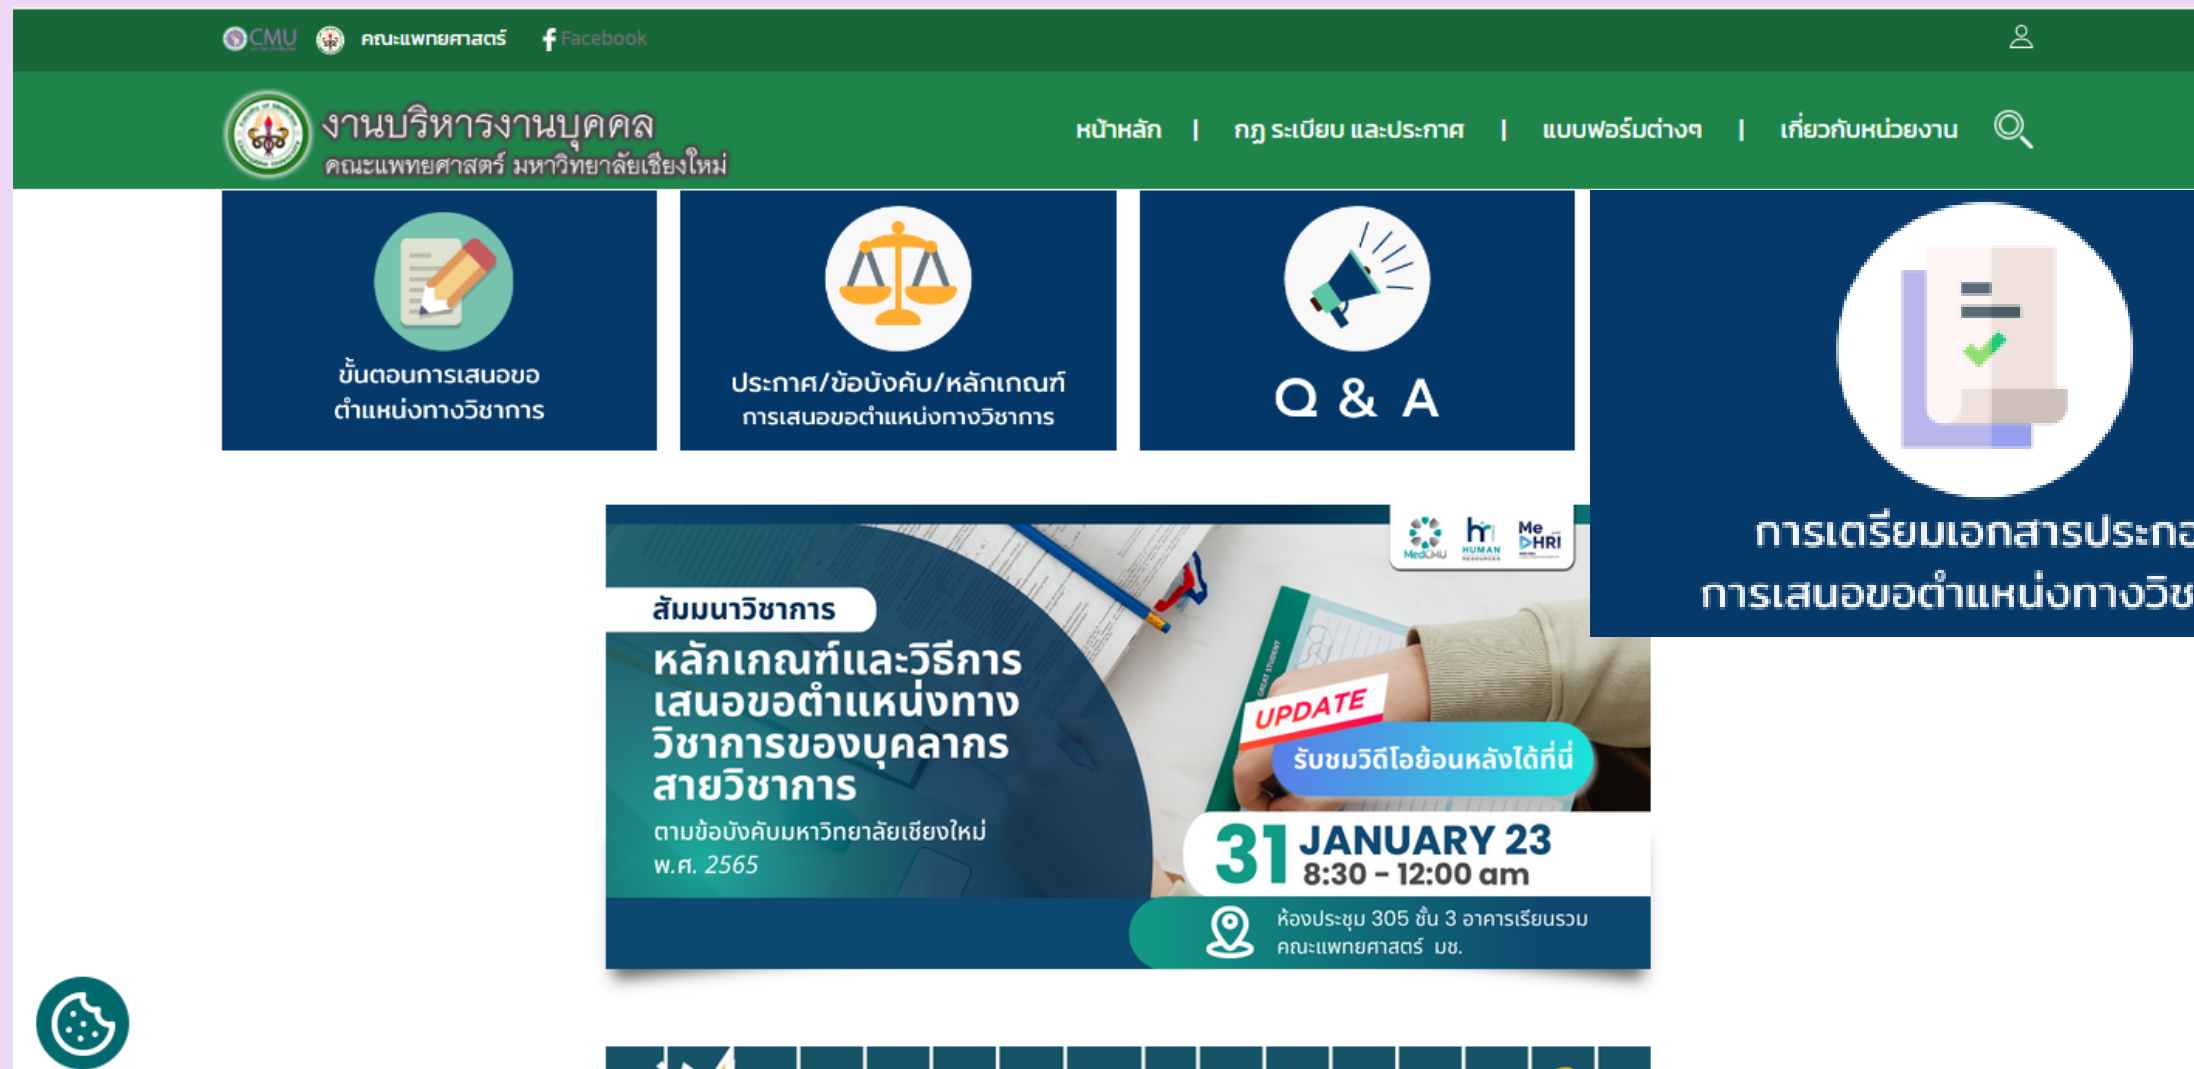 CMU คณะแพทยศาสตร์ Facebook
งานบริหารงานบุคคล
คณะแพทยศาสตร์ มหาวิทยาลัยเชียงใหม่
หน้าหลัก | กฎ ระเบียบ และประกาศ | แบบฟอร์มต่างๆ | เกี่ยวกับหน่วยงาน
ขั้นตอนการเสนอขอ
ตำแหน่งทางวิชาการ
ประกาศ/ข้อบังคับ/หลักเกณฑ์
การเสนอขอตำแหน่งทางวิชาการ
Q & A
การเตรียมเอกสารประกอ
การเสนอขอตำแหน่งทางวิช
MedCMU
HUMAN
RESOURCES
Me
HRI
สัมมนาวิชาการ
หลักเกณฑ์และวิธีการ
เสนอขอตำแหน่งทาง
วิชาการของบุคลากร
สายวิชาการ
ตามข้อบังคับมหาวิทยาลัยเชียงใหม่
พ.ศ. 2565
GREAT STUDENT
UPDATE
รับชมวิดีโอย้อนหลังได้ที่นี่
31 JANUARY 23
8:30 - 12:00 am
ห้องประชุม 305 ชั้น 3 อาคารเรียนรวม
คณะแพทยศาสตร์ มช.